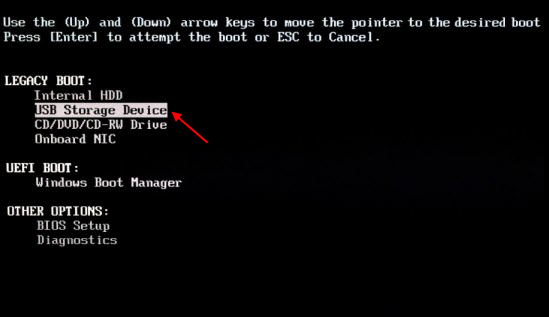 Use the (Up) and (Down) arrow keys to move the pointer to the desired boot
Press [Enter] to attempt the boot or ESC to Cancel.
LEGACY BOOT:
Internal HDD
USB Storage Device
CD/DVD/CD-RW Drive
Onboard NIC
UEFI BOOT:
Windows Boot Manager
OTHER OPTIONS:
BIOS Setup
Diagnostics